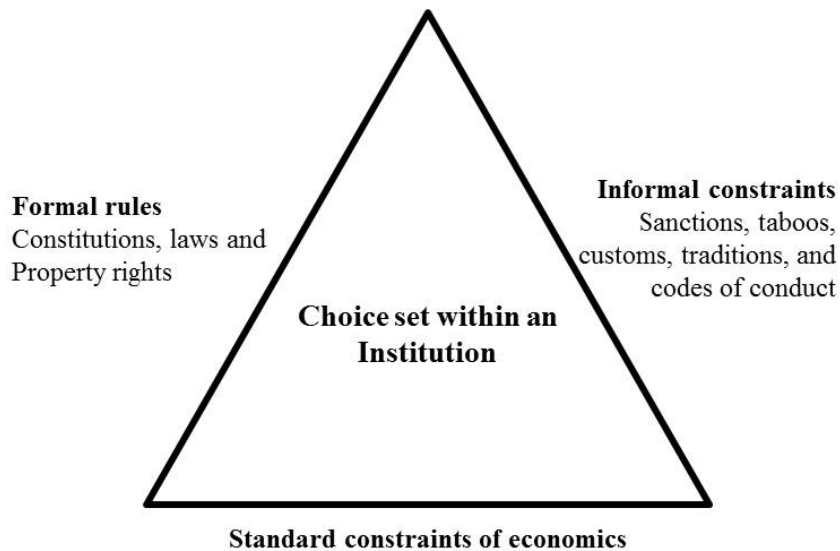 Formal rules
Constitutions, laws and
Property rights
Informal constraints
Sanctions, taboos,
customs, traditions, and
codes of conduct
Choice set within an
Institution
Standard constraints of economics